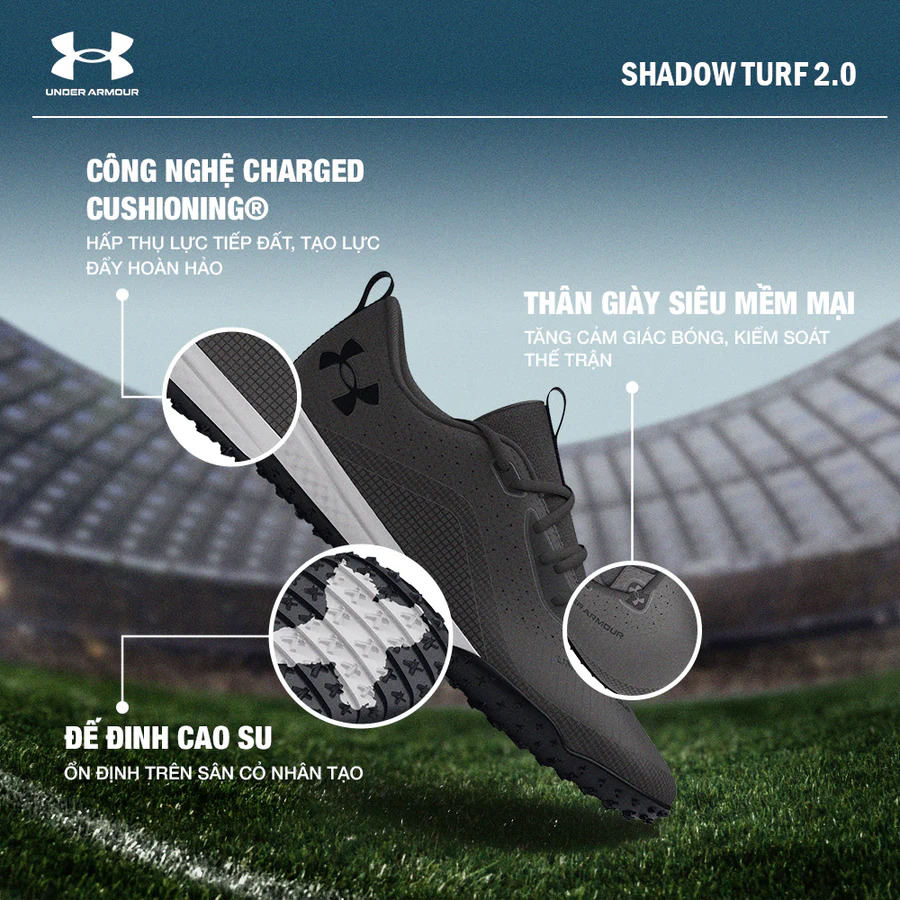 UNDER ARMOUR
SHADOW TURF 2.0
CÔNG NGHỆ CHARGED
CUSHIONING®
HẤP THỤ LỰC TIẾP ĐẤT, TẠO LỰC
ĐẨY HOÀN HẢO
THÂN GIÀY SIÊU MỀM MẠI
TĂNG CẢM GIÁC BÓNG, KIỂM SOÁT
THẾ TRẬN
R ARMOUR
ĐẾ ĐINH CAO SU
ỔN ĐỊNH TRÊN SÂN CỎ NHÂN TẠO